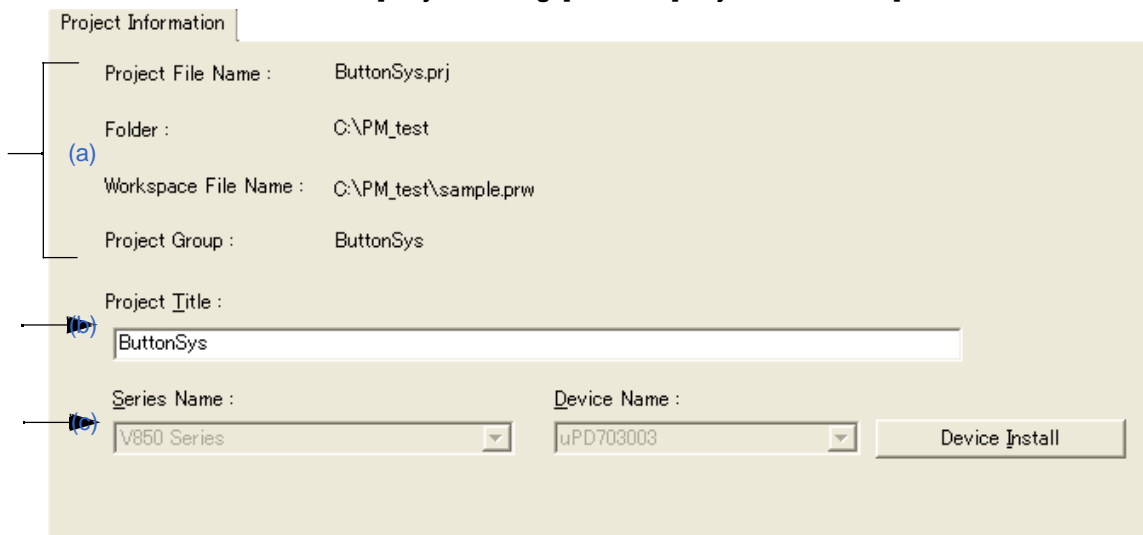 Project Information
Project File Name : ButtonSys.prj
Folder : C:\PM_test
(a)
Workspace File Name : C:\PM_test\sample.prw
Project Group : ButtonSys
Project Title :
(b)
ButtonSys
Series Name : Device Name :
(c)
V850 Series uPD703003 Device Install